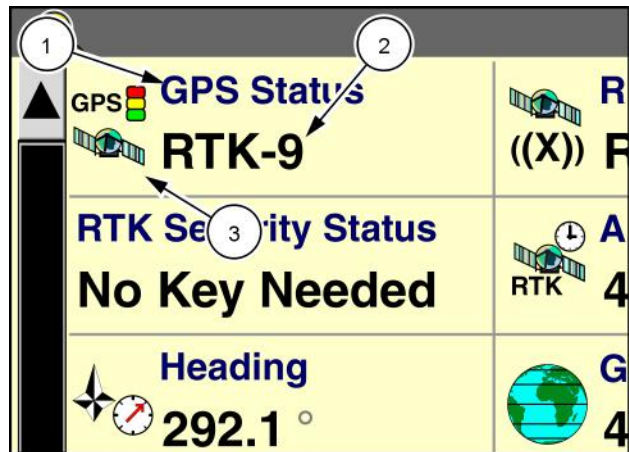 1
2
GPS
GPS Status
R
RTK-9
((X))
R
3
RTK Se ity Status
A
No Key Needed
RTK
4
Heading
G
292.1 °
4